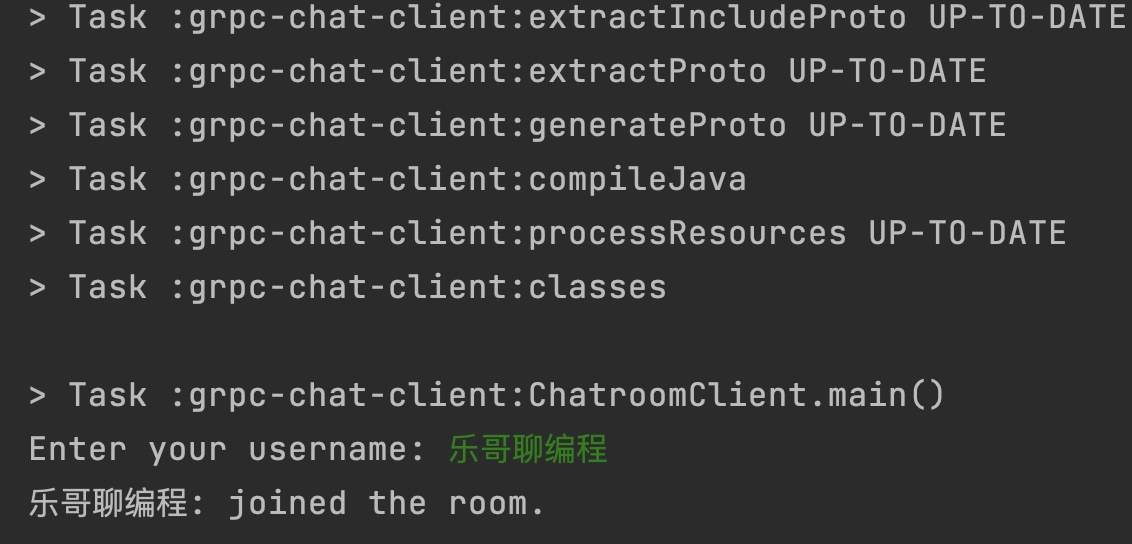 > Task :grpc-chat-client:extractIncludeProto UP-TO-DATE
> Task :grpc-chat-client:extractProto UP-TO-DATE
> Task :grpc-chat-client:generateProto UP-TO-DATE
> Task :grpc-chat-client:compileJava
> Task :grpc-chat-client:processResources UP-TO-DATE
> Task :grpc-chat-client:classes
> Task :grpc-chat-client:ChatroomClient.main()
Enter your username: 乐哥聊编程
乐哥聊编程: joined the room.